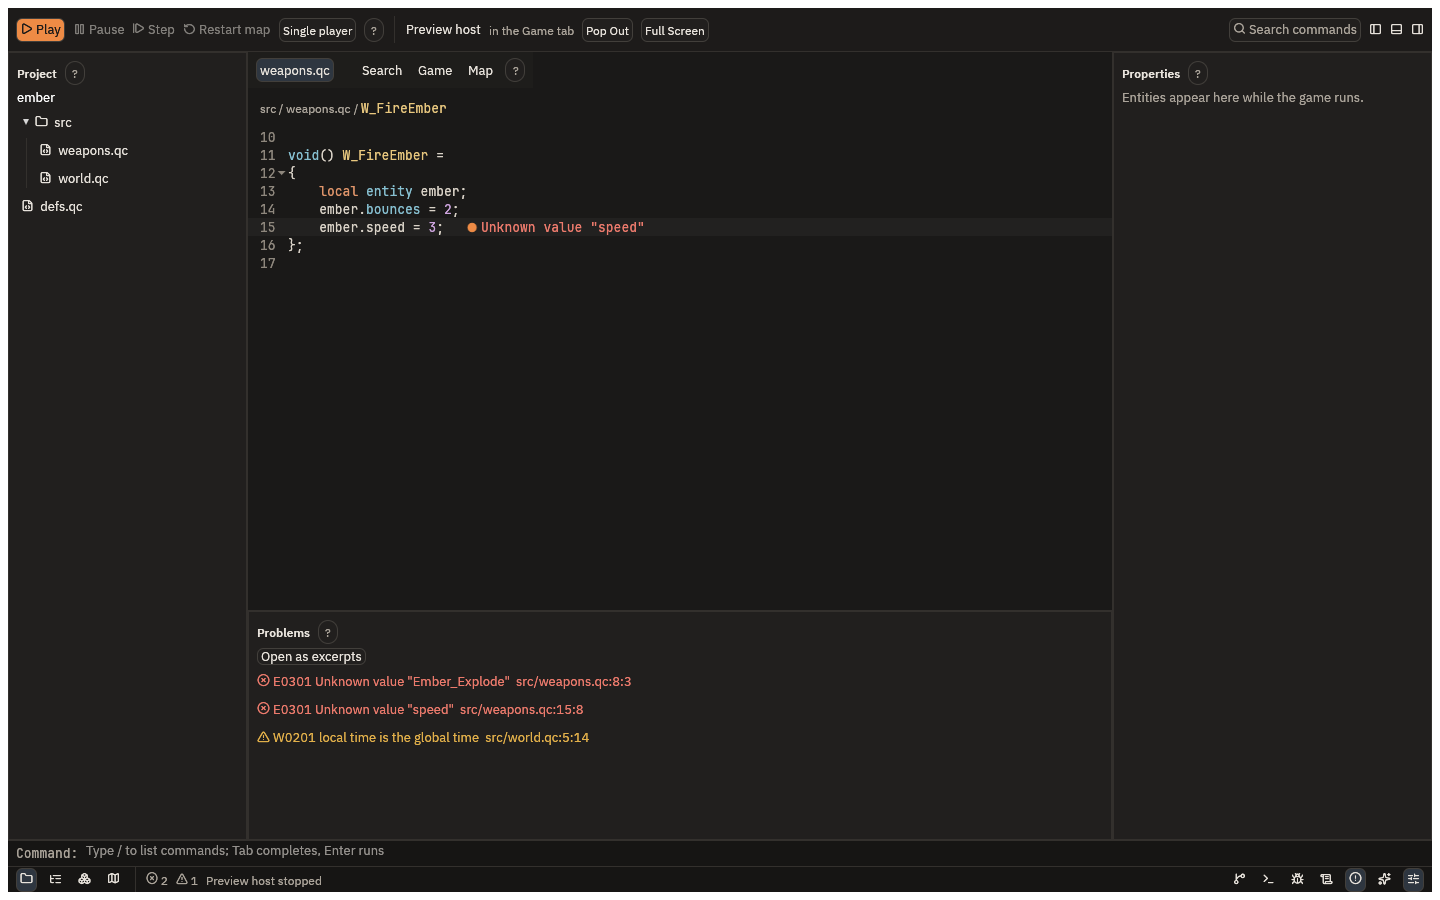 Play Pause Step Restart map Single player ? Preview host in the Game tab Pop Out Full Screen Search commands
Project ?
ember
src
weapons.qc
world.qc
defs.qc
weapons.qc Search Game Map ?
src / weapons.qc / W_FireEmber
10
11 void() W_FireEmber =
12 {
13 local entity ember;
14 ember.bounces = 2;
15 ember.speed = 3; Unknown value "speed"
16 };
17
Problems ?
Open as excerpts
E0301 Unknown value "Ember_Explode" src/weapons.qc:8:3
E0301 Unknown value "speed" src/weapons.qc:15:8
W0201 local time is the global time src/world.qc:5:14
Properties ?
Entities appear here while the game runs.
Command: Type / to list commands; Tab completes, Enter runs
2 1 Preview host stopped